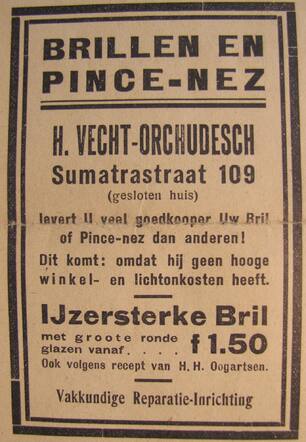 BRILLEN EN
PINCE-NEZ
H. VECHT-ORCHUDESCH
Sumatrastraat 109
(gesloten huis)
levert U veel goedkooper Uw Bril
of Pince-nez dan anderen!
Dit komt: omdat hij geen hooge
winkel- en lichtonkosten heeft.
IJzersterke Bril
met groote ronde
glazen vanaf . . . . f 1.50
Ook volgens recept van H. H. Oogartsen.
Vakkundige Reparatie-Inrichting